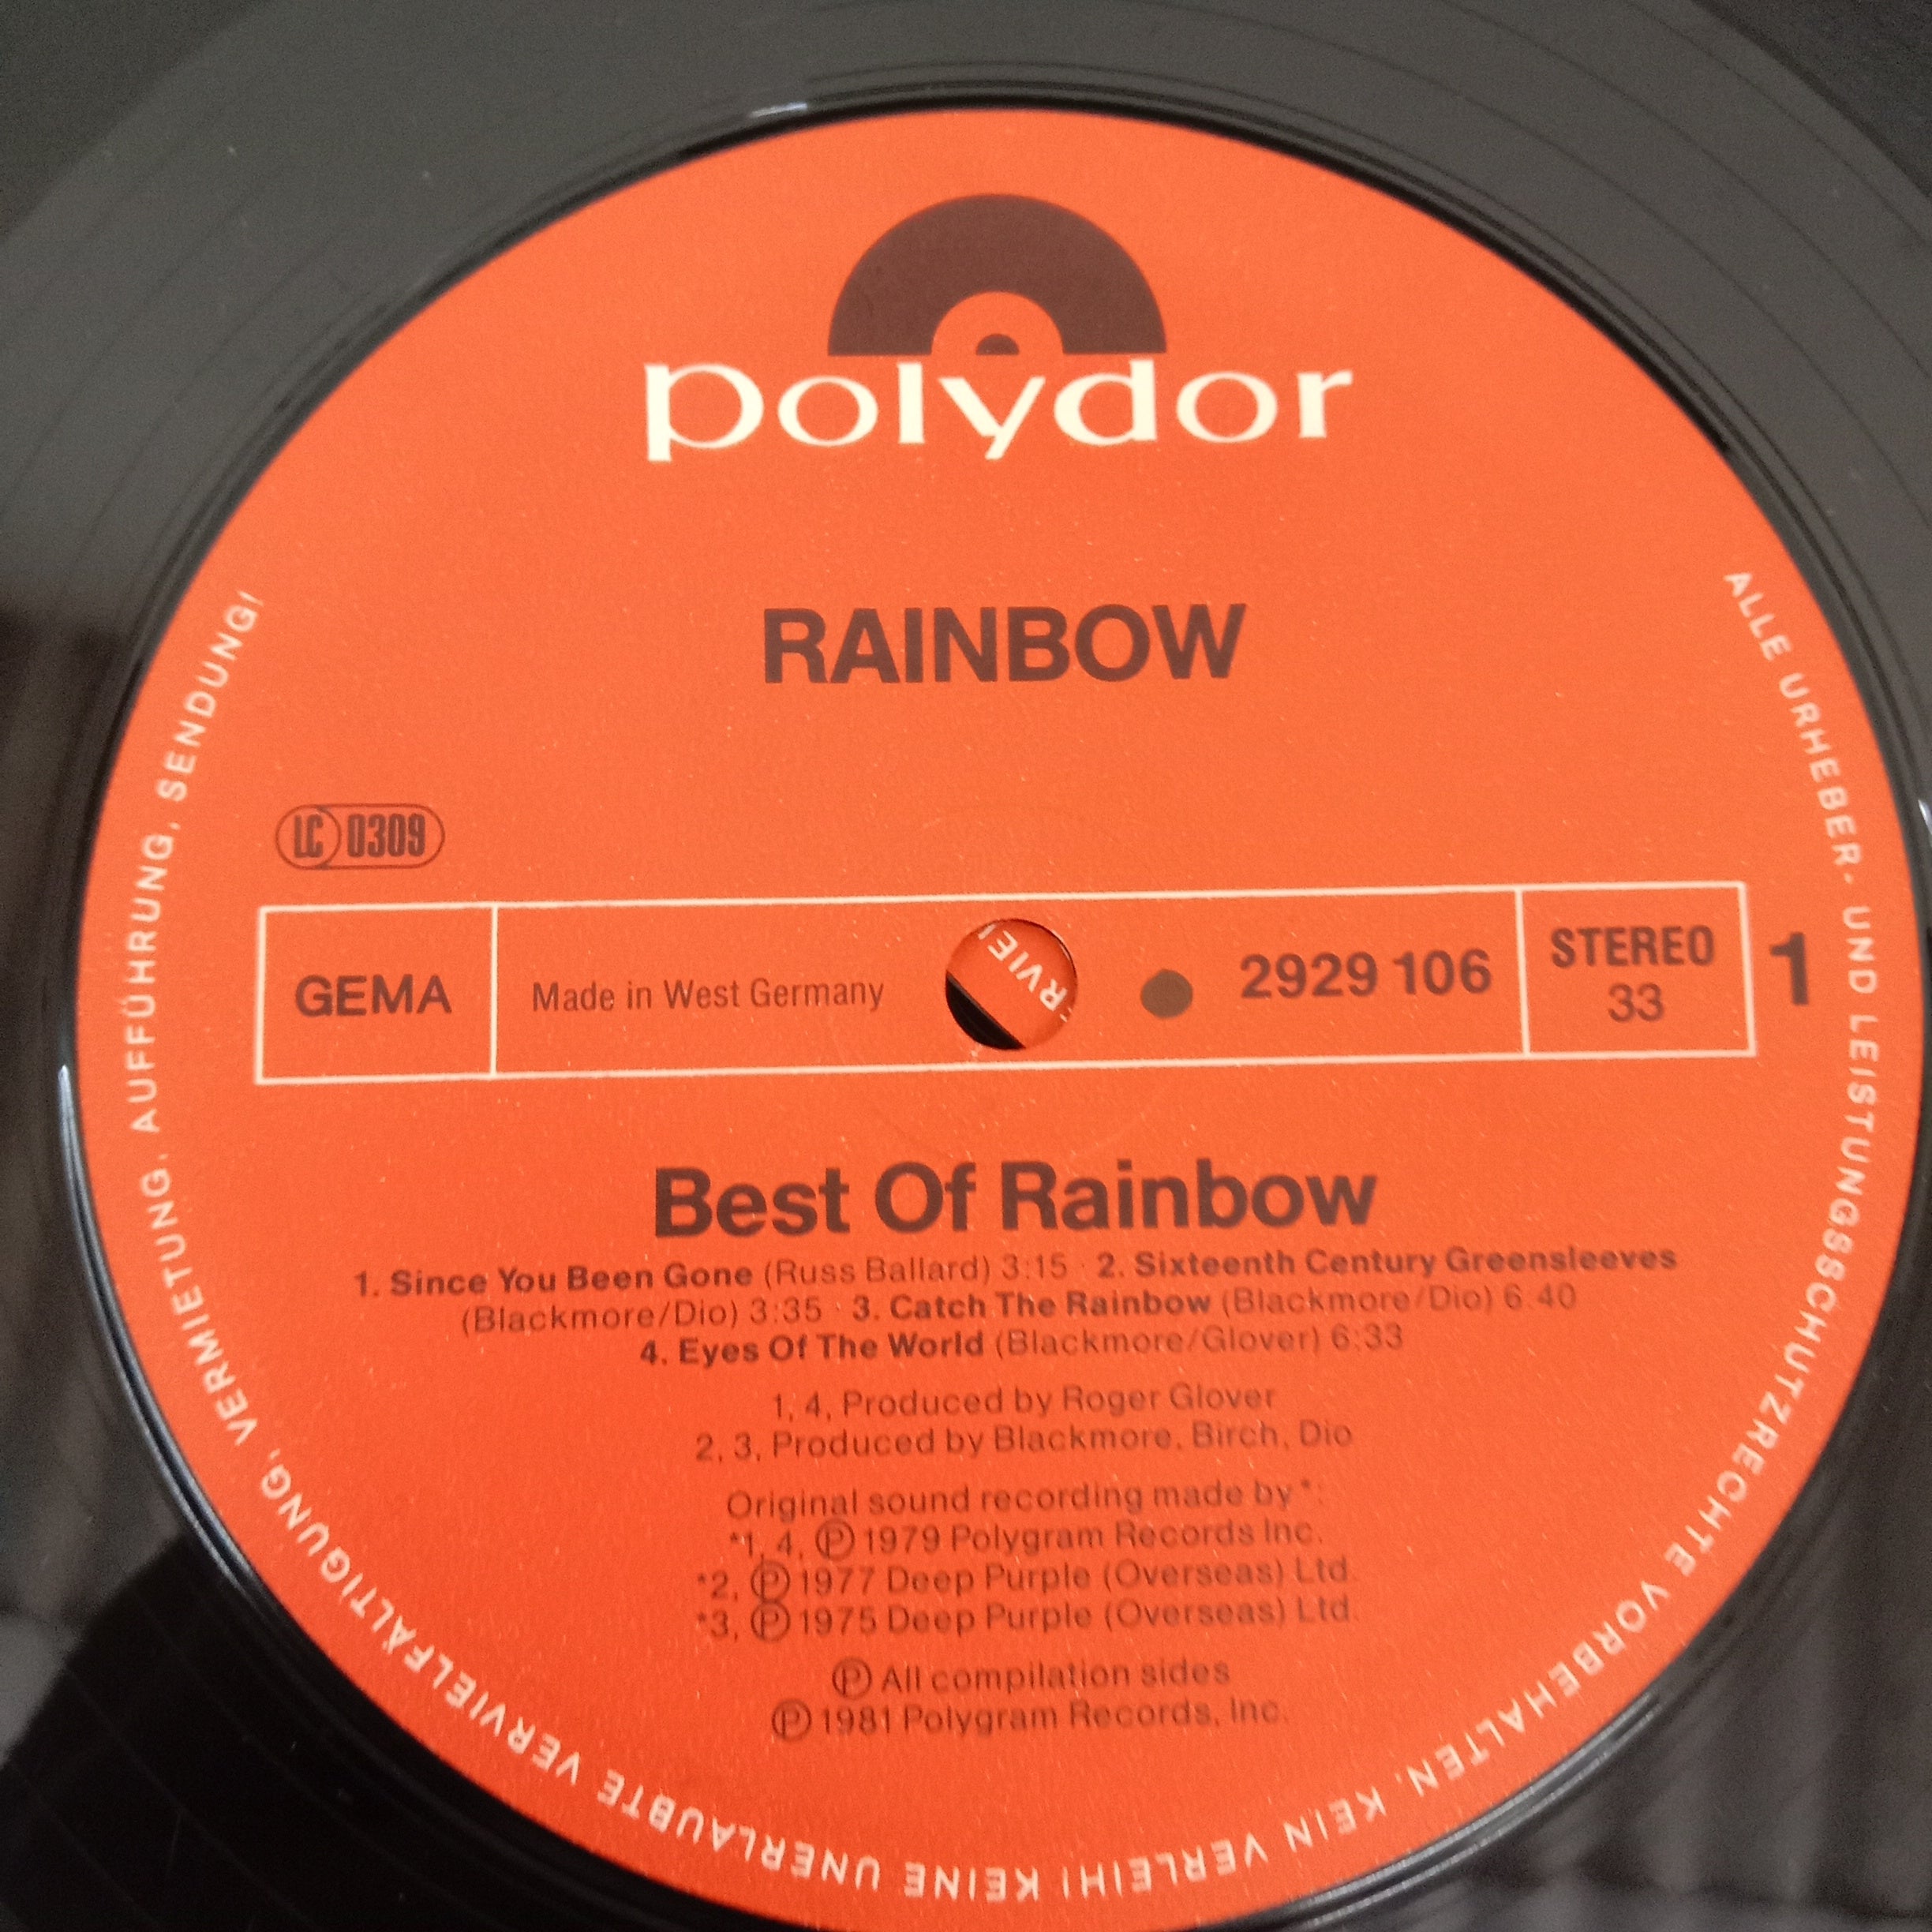 polydor
RAINBOW
LC 0309
GEMA
Made in West Germany
RVIE
2929 106
STEREO
33
1
Best Of Rainbow
1. Since You Been Gone (Russ Ballard) 3:15 · 2. Sixteenth Century Greensleeves
(Blackmore/Dio) 3:35 · 3. Catch The Rainbow (Blackmore/Dio) 6:40
4. Eyes Of The World (Blackmore/Glover) 6:33
1, 4, Produced by Roger Glover
2, 3, Produced by Blackmore, Birch, Dio
Original sound recording made by*:
*1, 4, ℗ 1979 Polygram Records Inc.
*2, ℗ 1977 Deep Purple (Overseas) Ltd.
*3, ℗ 1975 Deep Purple (Overseas) Ltd.
℗ All compilation sides
℗ 1981 Polygram Records, Inc.
ALLE URHEBER- UND LEISTUNGSSCHUTZRECHTE VORBEHALTEN. KEIN VERLEIH! KEINE UNERLAUBTE VERVIELFÄLTIGUNG, VERMIETUNG, AUFFÜHRUNG, SENDUNG!